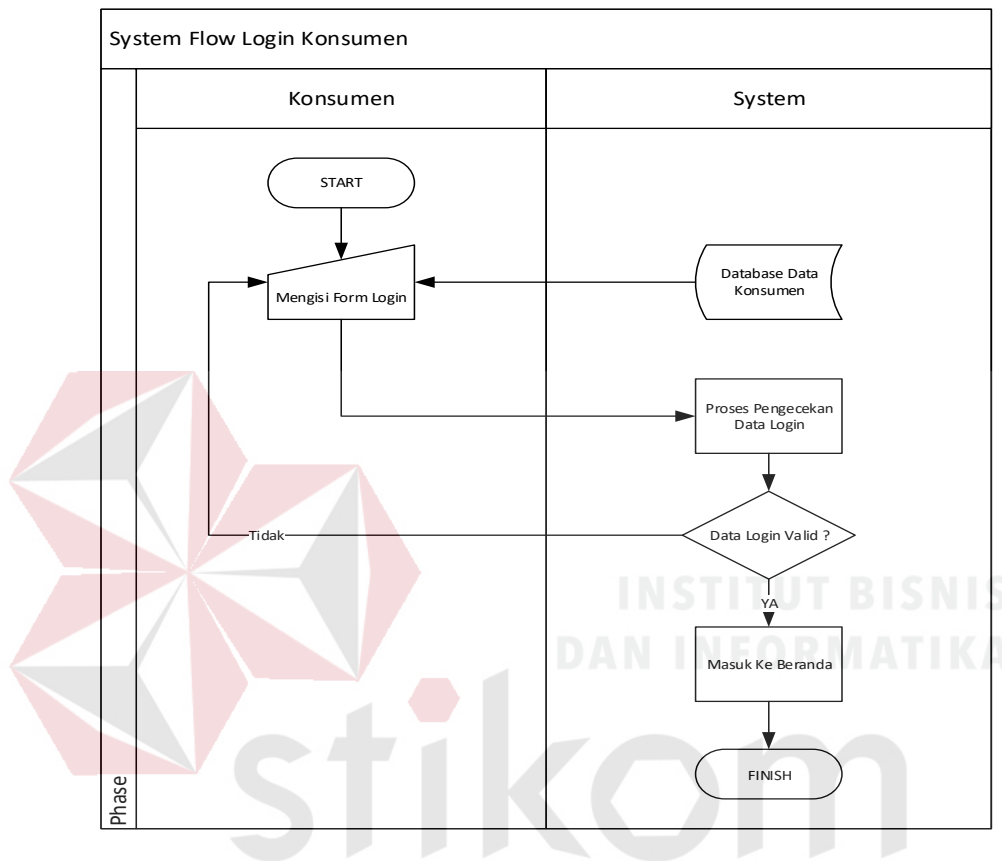 System Flow Login Konsumen
Konsumen
System
START
Mengisi Form Login
Database Data
Konsumen
Proses Pengecekan
Data Login
Data Login Valid ?
Tidak
YA
Masuk Ke Beranda
FINISH
Phase
INSTITUT BISNIS
DAN INFORMATIKA
stikom